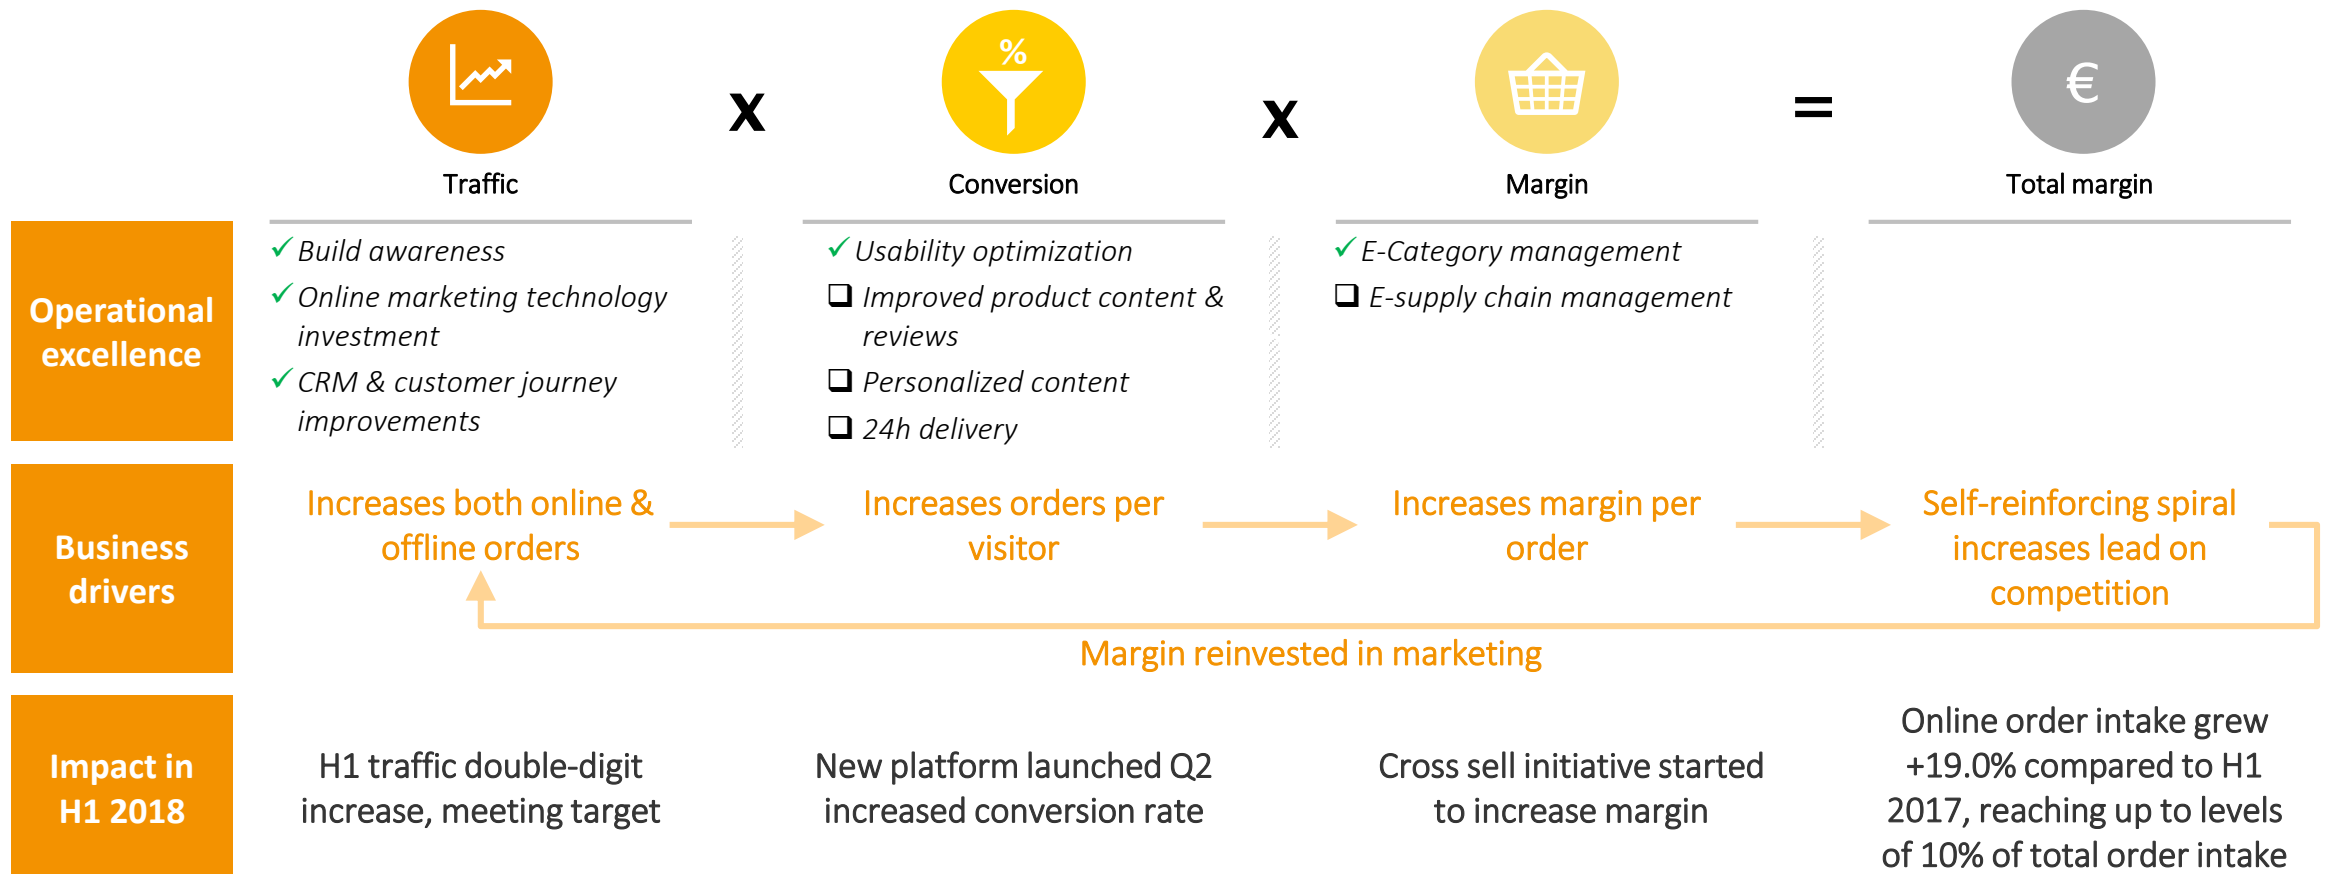 %
€
x
x
=
Traffic
Conversion
Margin
Total margin
Operational
excellence
✓ Build awareness
✓ Online marketing technology
investment
✓ CRM & customer journey
improvements
✓ Usability optimization
❑ Improved product content &
reviews
❑ Personalized content
❑ 24h delivery
✓ E-Category management
❑ E-supply chain management
Business
drivers
Increases both online &
offline orders
Increases orders per
visitor
Increases margin per
order
Self-reinforcing spiral
increases lead on
competition
Margin reinvested in marketing
Impact in
H1 2018
H1 traffic double-digit
increase, meeting target
New platform launched Q2
increased conversion rate
Cross sell initiative started
to increase margin
Online order intake grew
+19.0% compared to H1
2017, reaching up to levels
of 10% of total order intake